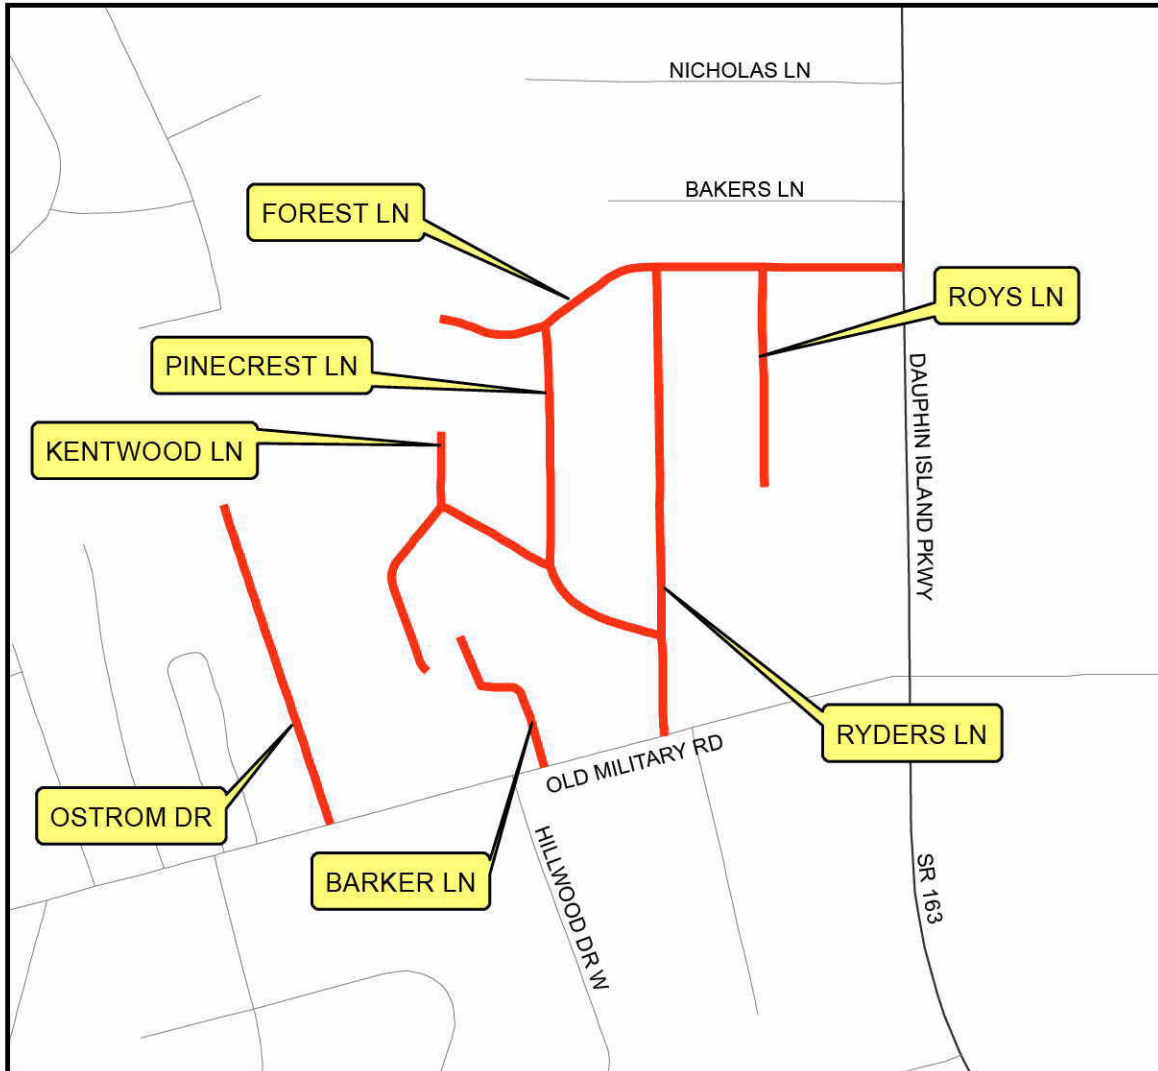 NICHOLAS LN
BAKERS LN
FOREST LN
ROYS LN
PINECREST LN
DAUPHIN ISLAND PKWY
KENTWOOD LN
RYDERS LN
OLD MILITARY RD
OSTROM DR
BARKER LN
HILLWOOD DR W
SR 163